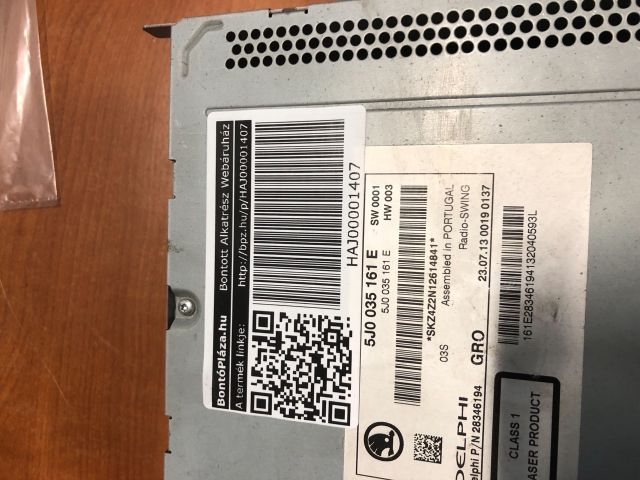 BontóPláza.hu Bontott Alkatrész Webáruház
A termék linkje: http://bpz.hu/p/HAJ00001407
HAJ00001407
5J0 035 161 E SW 0001
5J0 035 161 E HW 003
*SKZ4Z2N12614841*
03S Assembled in PORTUGAL
Radio-SWING
GRO 23.07.13 0019 0137
DELPHI
elphi P/N 28346194
161E28346194132040593L
CLASS 1
ASER PRODUCT